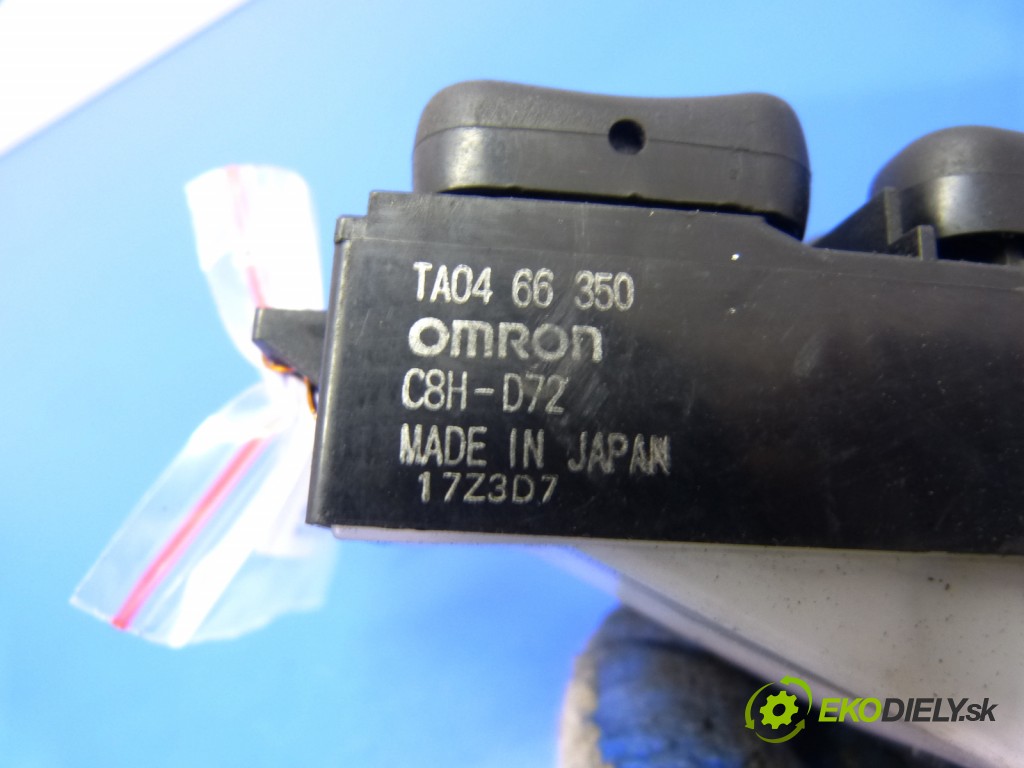 TA04 66 350
omron
C8H-D72
MADE IN JAPAN
17Z3D7
EKODIELY.sk